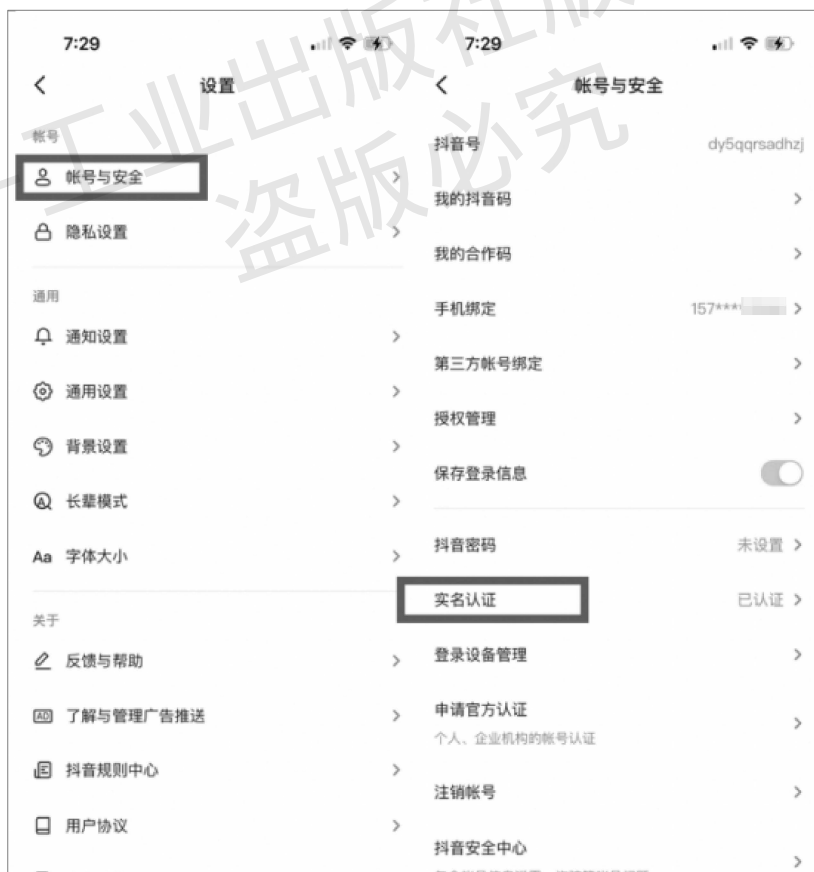 7:29
设置
帐号
帐号与安全
隐私设置
通用
通知设置
通用设置
背景设置
长辈模式
Aa 字体大小
关于
反馈与帮助
AD 了解与管理广告推送
抖音规则中心
用户协议
7:29
帐号与安全
抖音号 dy5qqrsadhzj
我的抖音码
我的合作码
手机绑定 157***
第三方帐号绑定
授权管理
保存登录信息
抖音密码 未设置
实名认证 已认证
登录设备管理
申请官方认证
个人、企业机构的帐号认证
注销帐号
抖音安全中心
工业出版社版
盗版必究